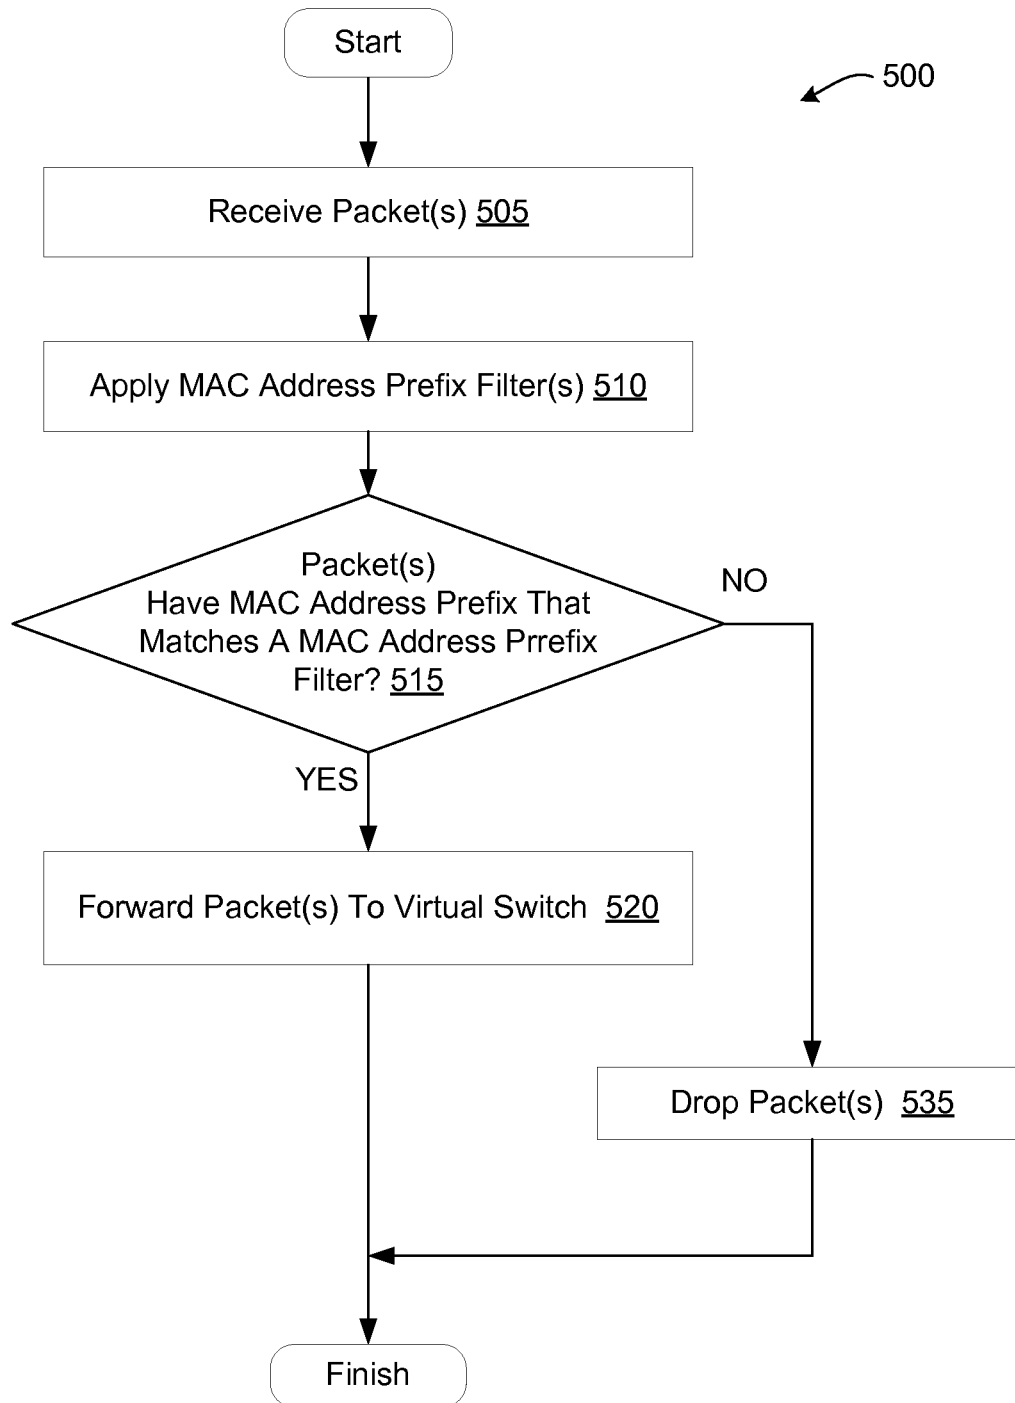 Start
500
Receive Packet(s) 505
Apply MAC Address Prefix Filter(s) 510
Packet(s)
Have MAC Address Prefix That
Matches A MAC Address Prrefix
Filter? 515
NO
YES
Forward Packet(s) To Virtual Switch 520
Drop Packet(s) 535
Finish